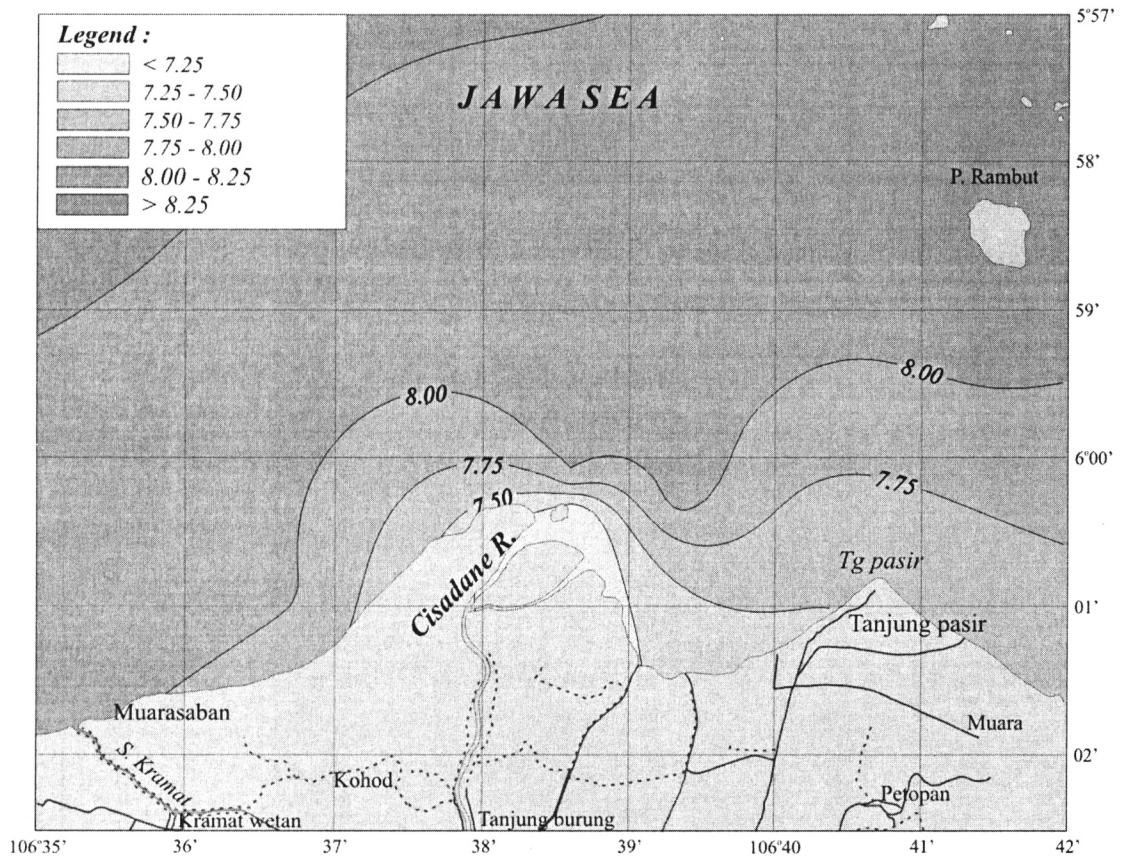 Legend :
< 7.25
7.25 - 7.50
7.50 - 7.75
7.75 - 8.00
8.00 - 8.25
> 8.25
JAWA SEA
5°57'
58'
P. Rambut
59'
8.00
8.00
6°00'
7.75
7.75
7.50
Cisadane R.
Tg pasir
01'
Tanjung pasir
Muarasaban
Muara
S. Kramat
02'
Kohod
Petopan
Kramat wetan
Tanjung burung
106°35'
36'
37'
38'
39'
106°40
41'
42'